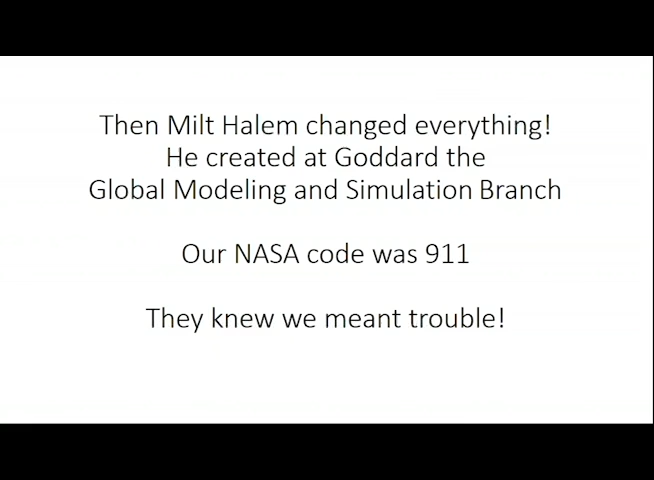 Then Milt Halem changed everything!
He created at Goddard the
Global Modeling and Simulation Branch
Our NASA code was 911
They knew we meant trouble!